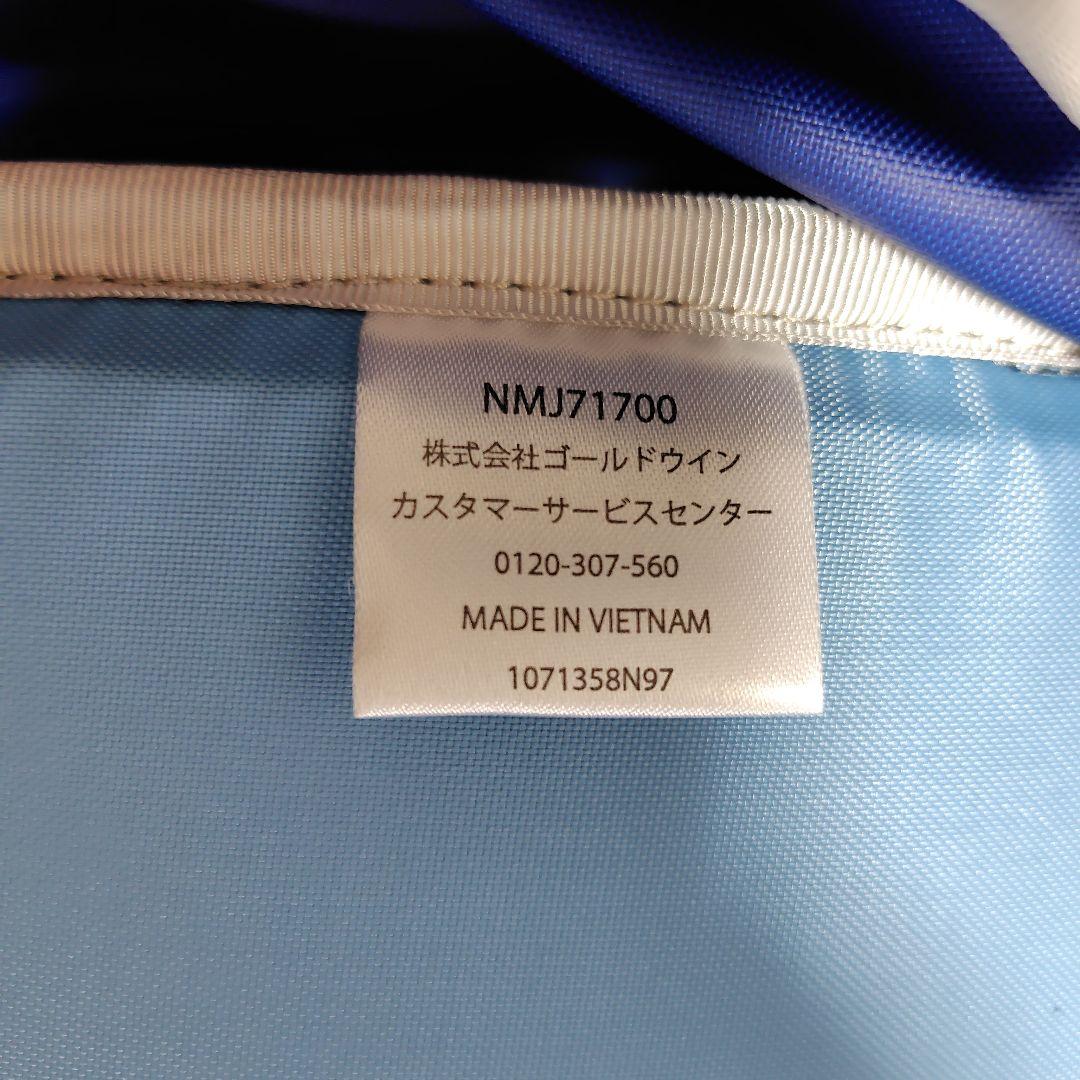 NMJ71700
株式会社ゴールドウイン
カスタマーサービスセンター
0120-307-560
MADE IN VIETNAM
1071358N97